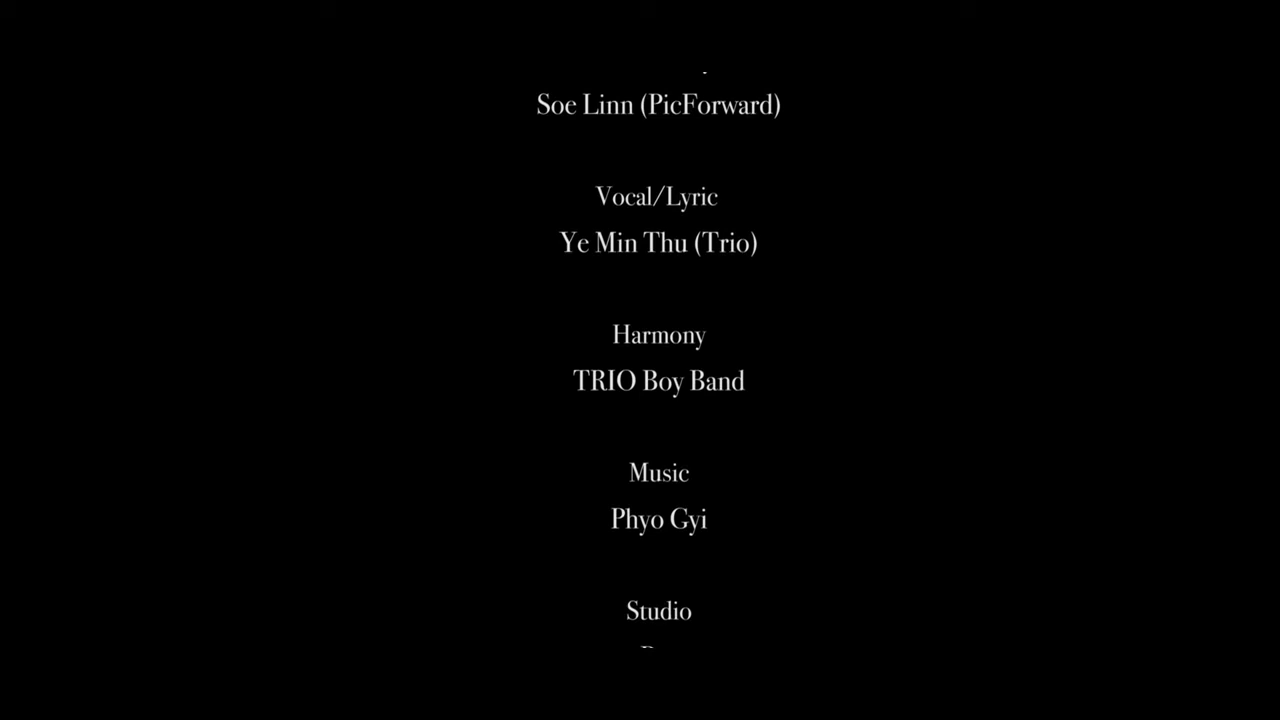 Soe Linn (PicForward)
Vocal/Lyric
Ye Min Thu (Trio)
Harmony
TRIO Boy Band
Music
Phyo Gyi
Studio